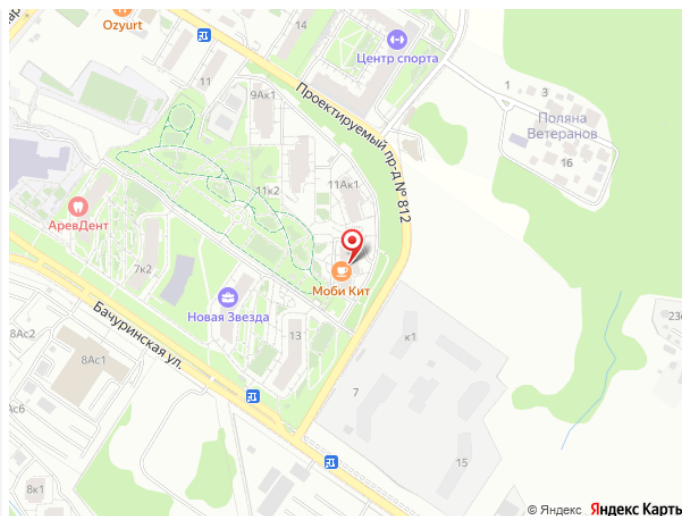 Ozyurt
14
Центр спорта
11
9Ак1
Проектируемый пр-д № 812
1
3
Поляна
Ветеранов
16
11к2
11Ак1
АревДент
7к2
Моби Кит
Новая Звезда
13
Бачуринская ул.
8Ас2
8Ас1
к1
7
15
8к1
© Яндекс Яндекс Карты